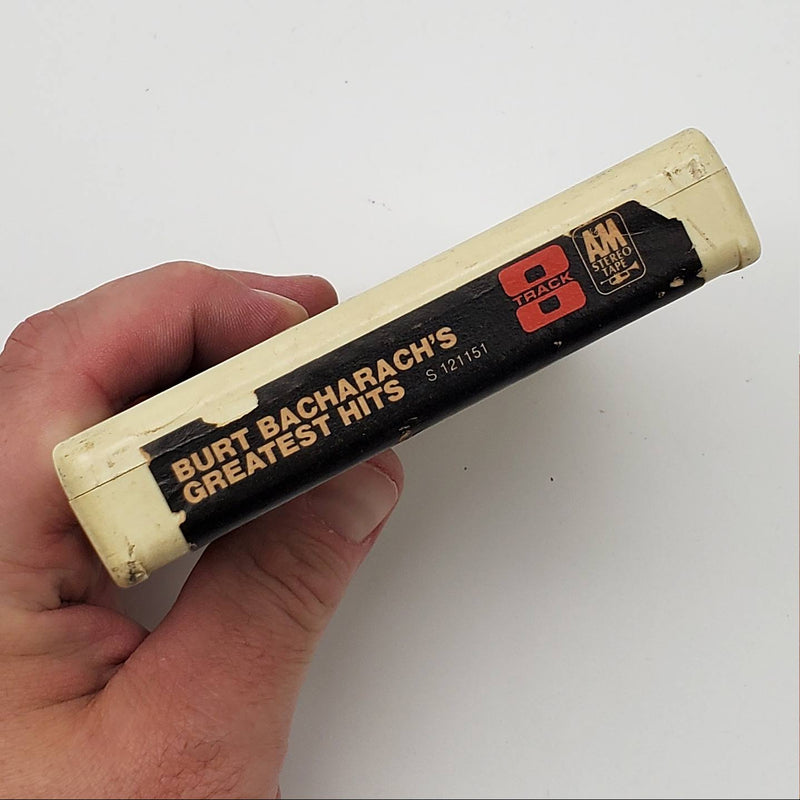 BURT BACHARACH'S
GREATEST HITS
S 121151
8
TRACK
A&M
STEREO
TAPE